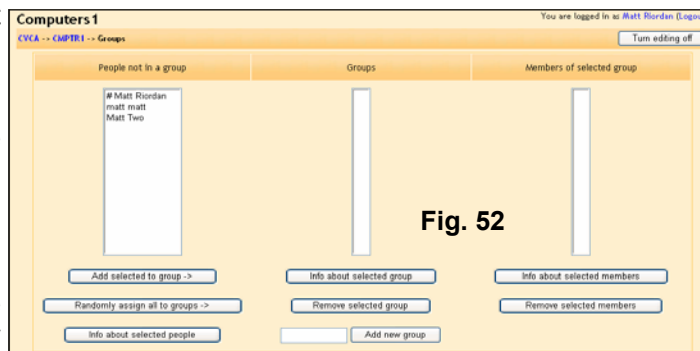 Computers1
You are logged in as Matt Riordan (Logou
CVCA -> CMPTR1 -> Groups
Turn editing off
People not in a group
Groups
Members of selected group
# Matt Riordan
matt matt
Matt Two
Fig. 52
Add selected to group ->
Info about selected group
Info about selected members
Randomly assign all to groups ->
Remove selected group
Remove selected members
Info about selected people
Add new group